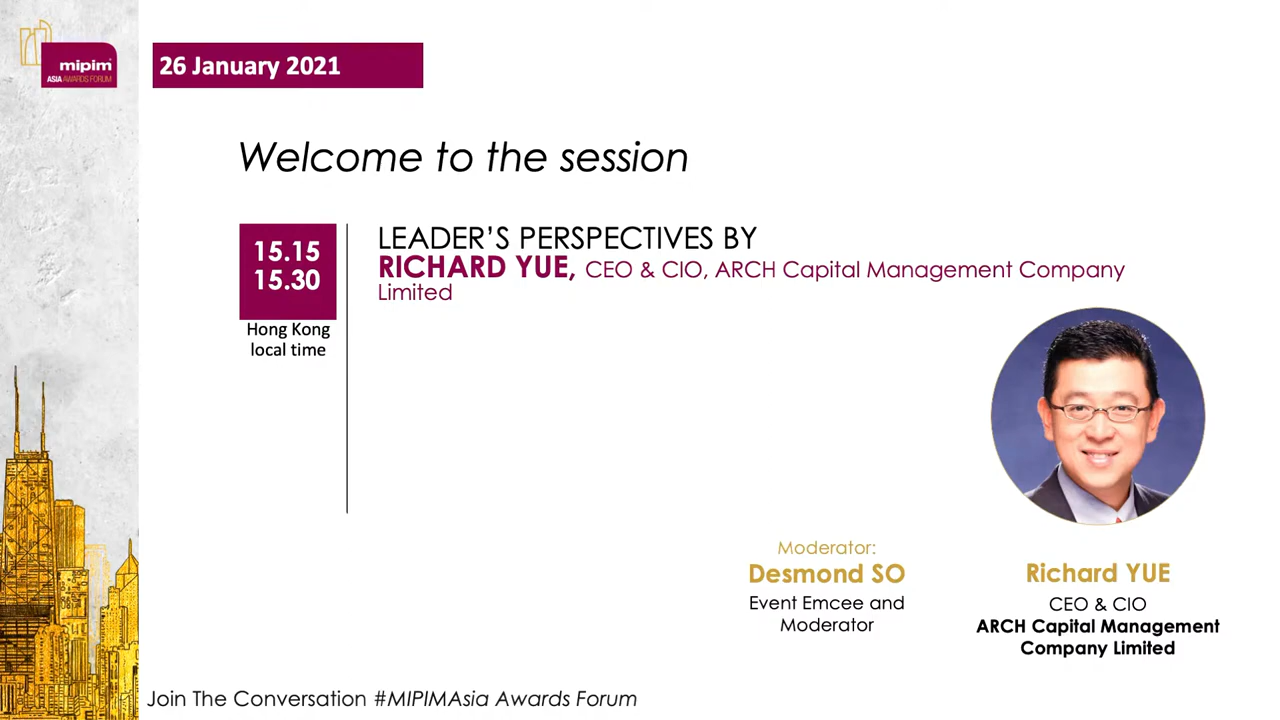 mipim
ASIA AWARDS FORUM
26 January 2021
Welcome to the session
15.15
15.30
Hong Kong
local time
LEADER’S PERSPECTIVES BY
RICHARD YUE, CEO & CIO, ARCH Capital Management Company
Limited
Moderator:
Desmond SO
Event Emcee and
Moderator
Richard YUE
CEO & CIO
ARCH Capital Management
Company Limited
Join The Conversation #MIPIMAsia Awards Forum